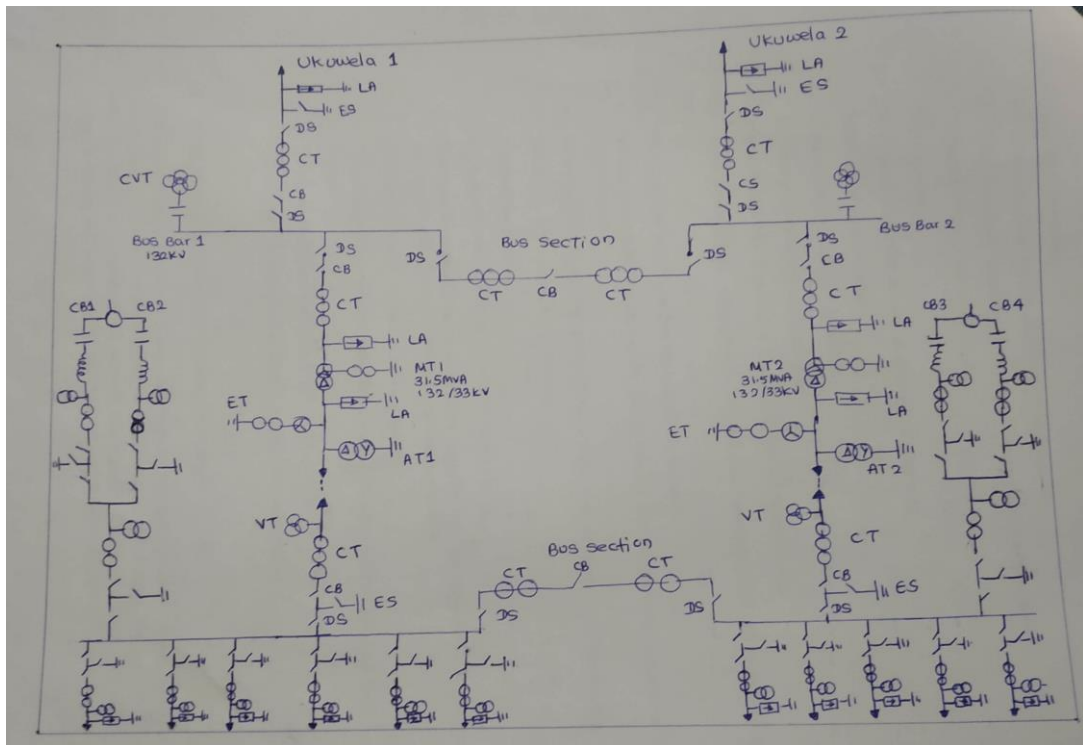 Ukuwela 1
Ukuwela 2
LA
LA
ES
ES
DS
DS
CT
CT
CVT
CB
CS
DS
DS
Bus Bar 1
132KV
Bus Bar 2
DS
CB
DS
Bus Section
DS
DS
CB
CT
CB
CT
CT
CT
CB1
CB2
CB3
CB4
LA
LA
MT1
31.5MVA
132/33KV
MT2
31.5MVA
132/33KV
LA
LA
ET
ET
Δ
Δ
AT1
Δ Y
AT2
Δ Y
VT
VT
CT
CT
Bus Section
CT
CB
CT
CB
ES
DS
DS
DS
CB
ES
DS